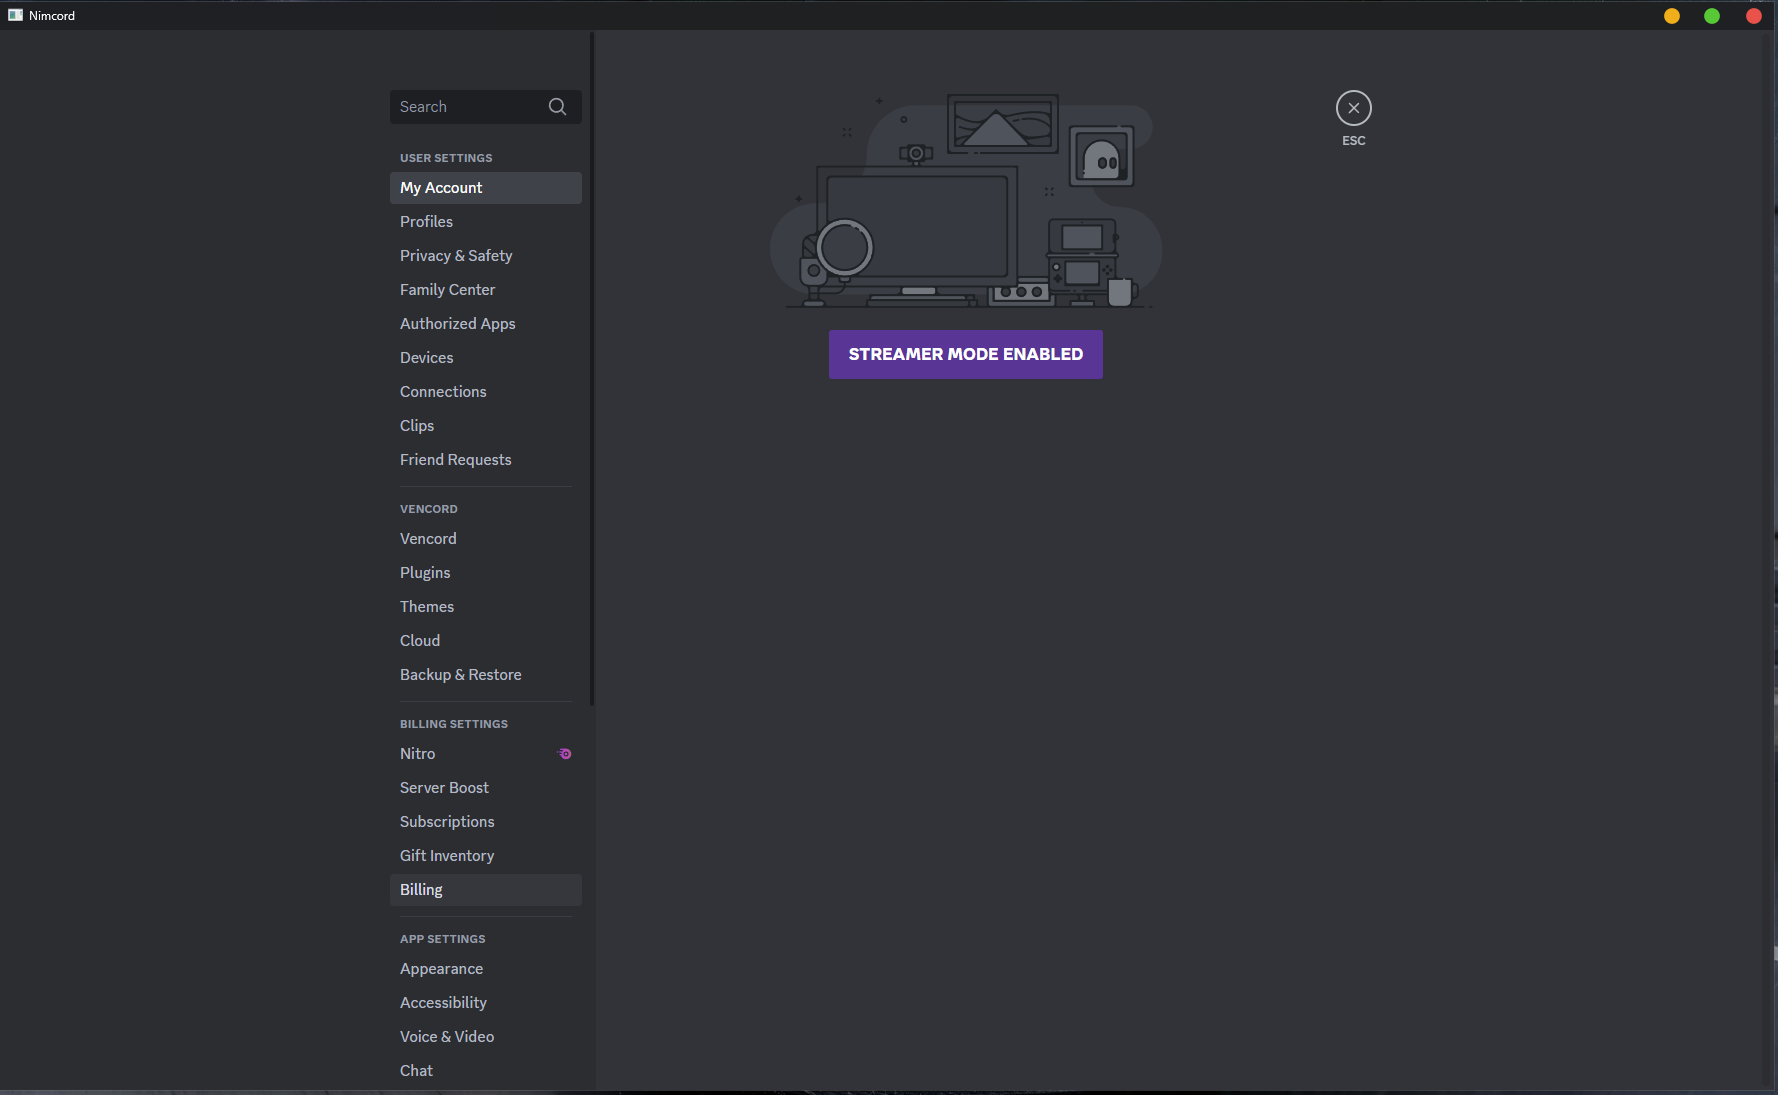 Nimcord
Search
USER SETTINGS
My Account
Profiles
Privacy & Safety
Family Center
Authorized Apps
Devices
Connections
Clips
Friend Requests
VENCORD
Vencord
Plugins
Themes
Cloud
Backup & Restore
BILLING SETTINGS
Nitro
Server Boost
Subscriptions
Gift Inventory
Billing
APP SETTINGS
Appearance
Accessibility
Voice & Video
Chat
STREAMER MODE ENABLED
ESC